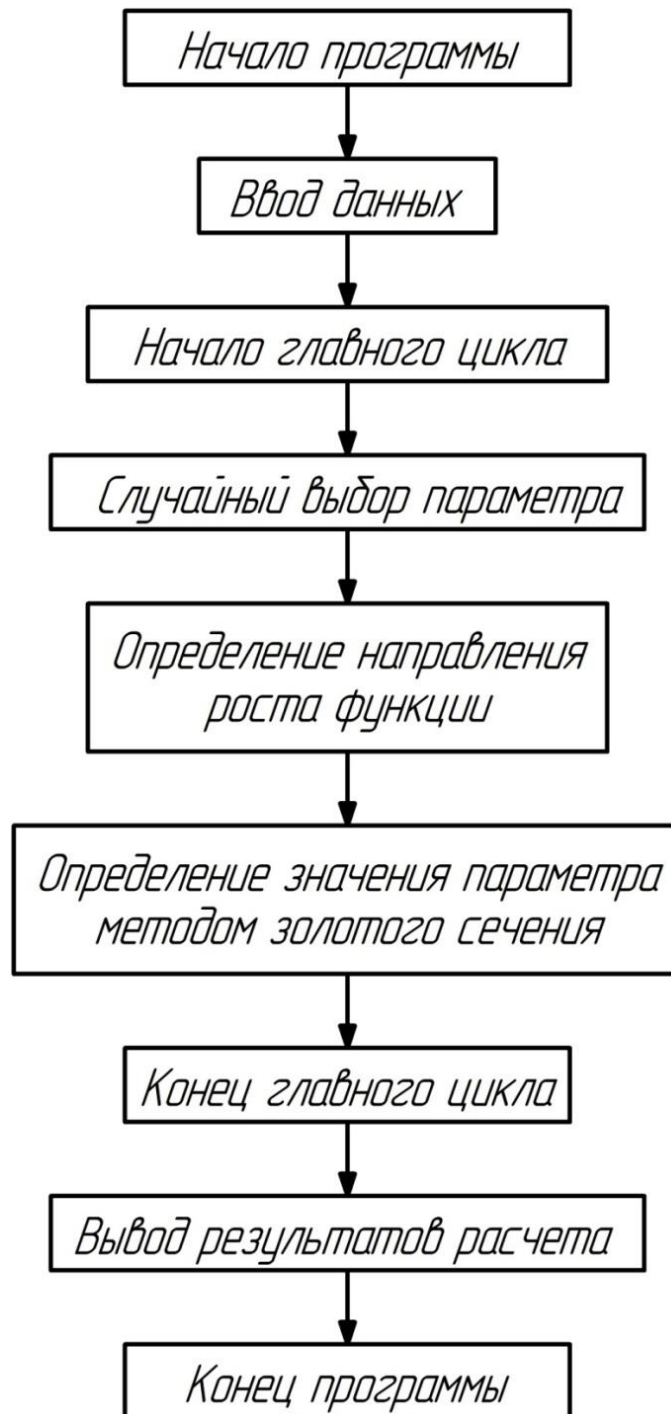 Начало программы
Ввод данных
Начало главного цикла
Случайный выбор параметра
Определение направления
роста функции
Определение значения параметра
методом золотого сечения
Конец главного цикла
Вывод результатов расчета
Конец программы